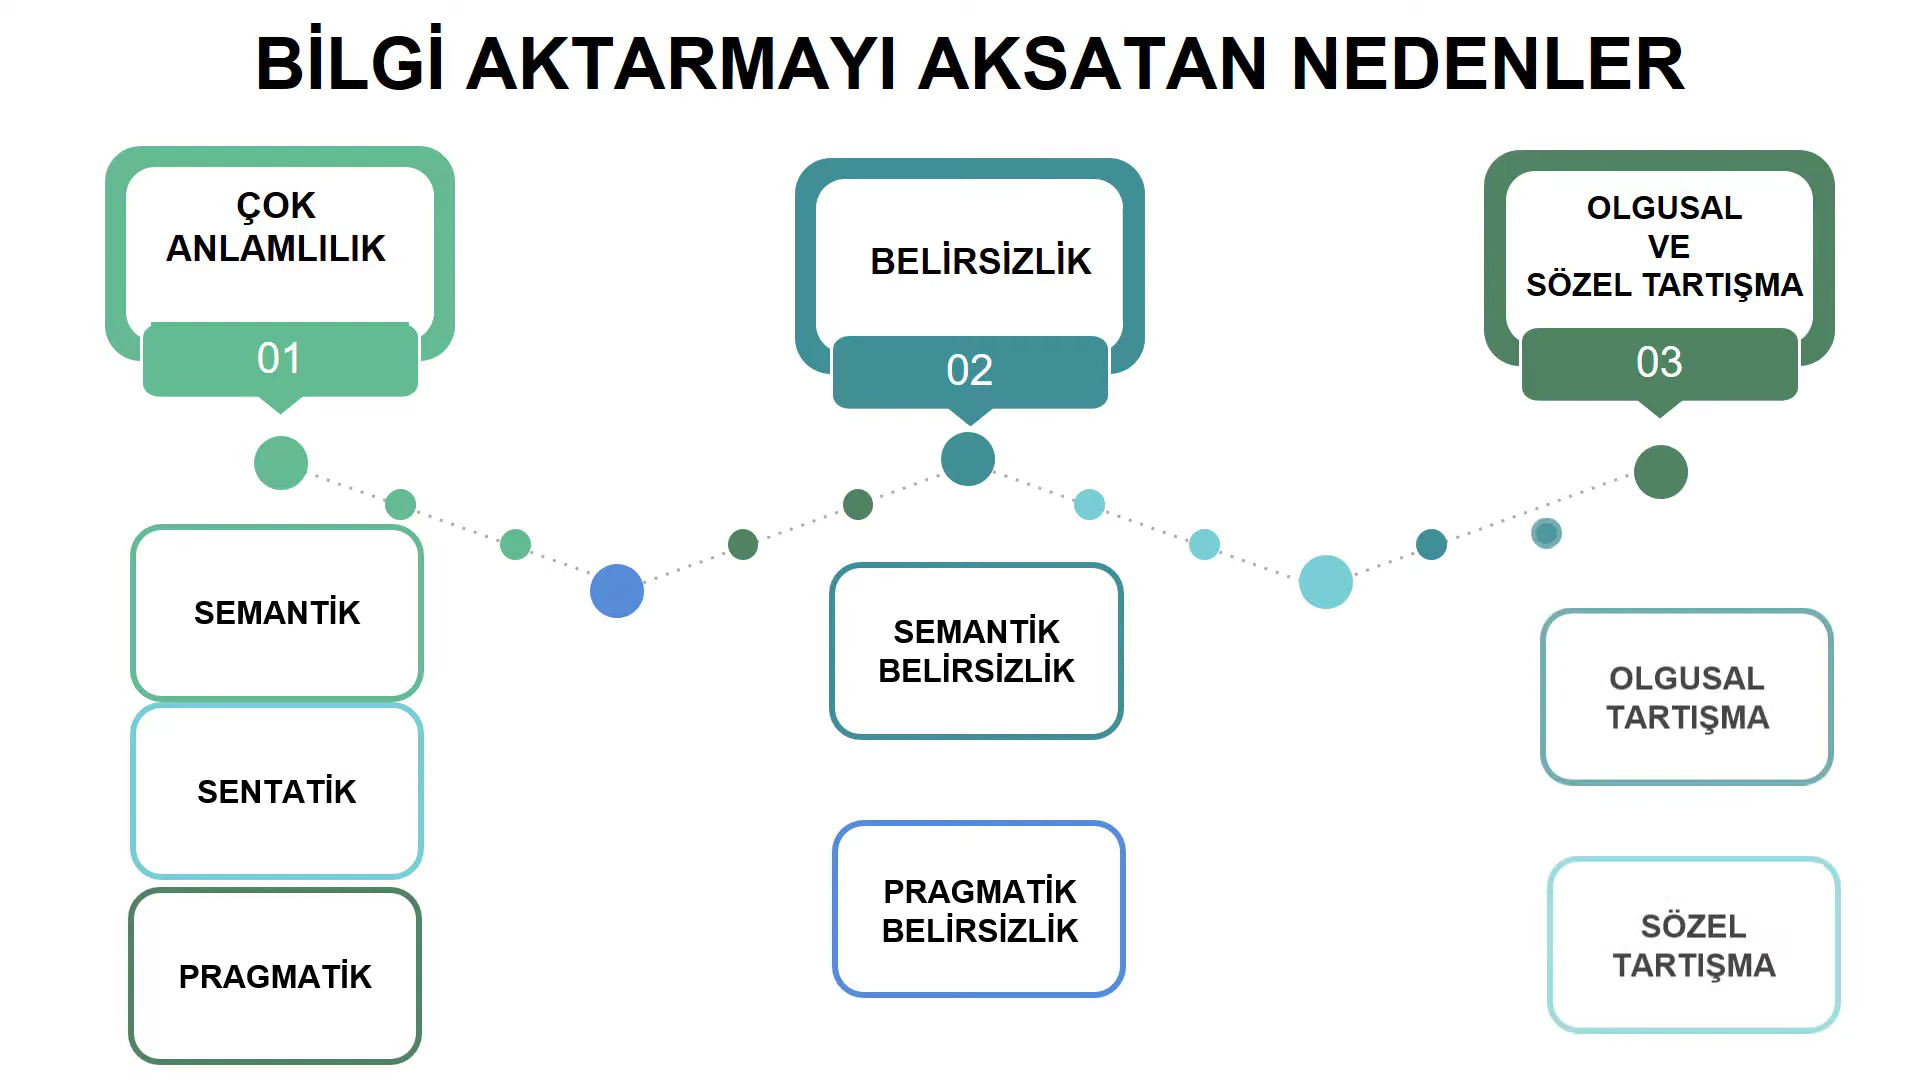 BİLGİ AKTARMAYI AKSATAN NEDENLER
ÇOK
ANLAMLILIK
01
SEMANTİK
SENTATİK
PRAGMATİK
BELİRSİZLİK
02
SEMANTİK
BELİRSİZLİK
PRAGMATİK
BELİRSİZLİK
OLGUSAL
VE
SÖZEL TARTIŞMA
03
OLGUSAL
TARTIŞMA
SÖZEL
TARTIŞMA